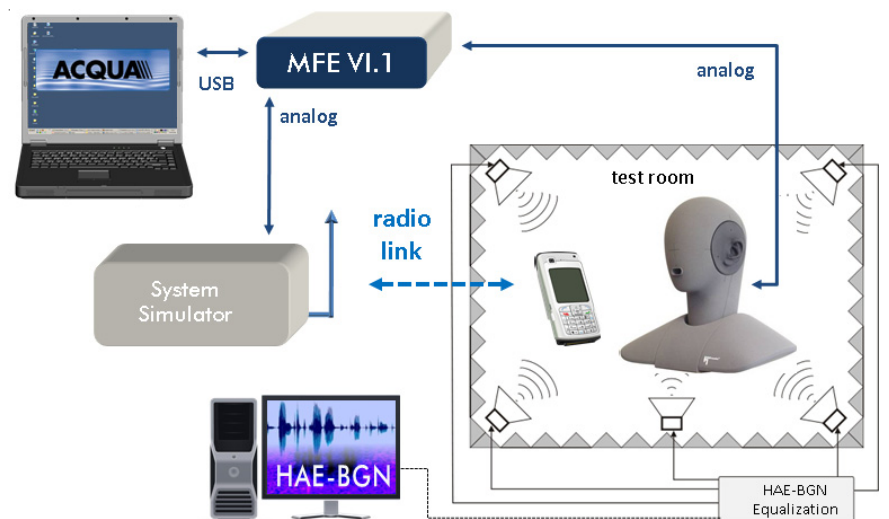 ACQUA
MFE VI.1
USB
analog
analog
test room
radio
link
System
Simulator
HAE-BGN
HAE-BGN
Equalization